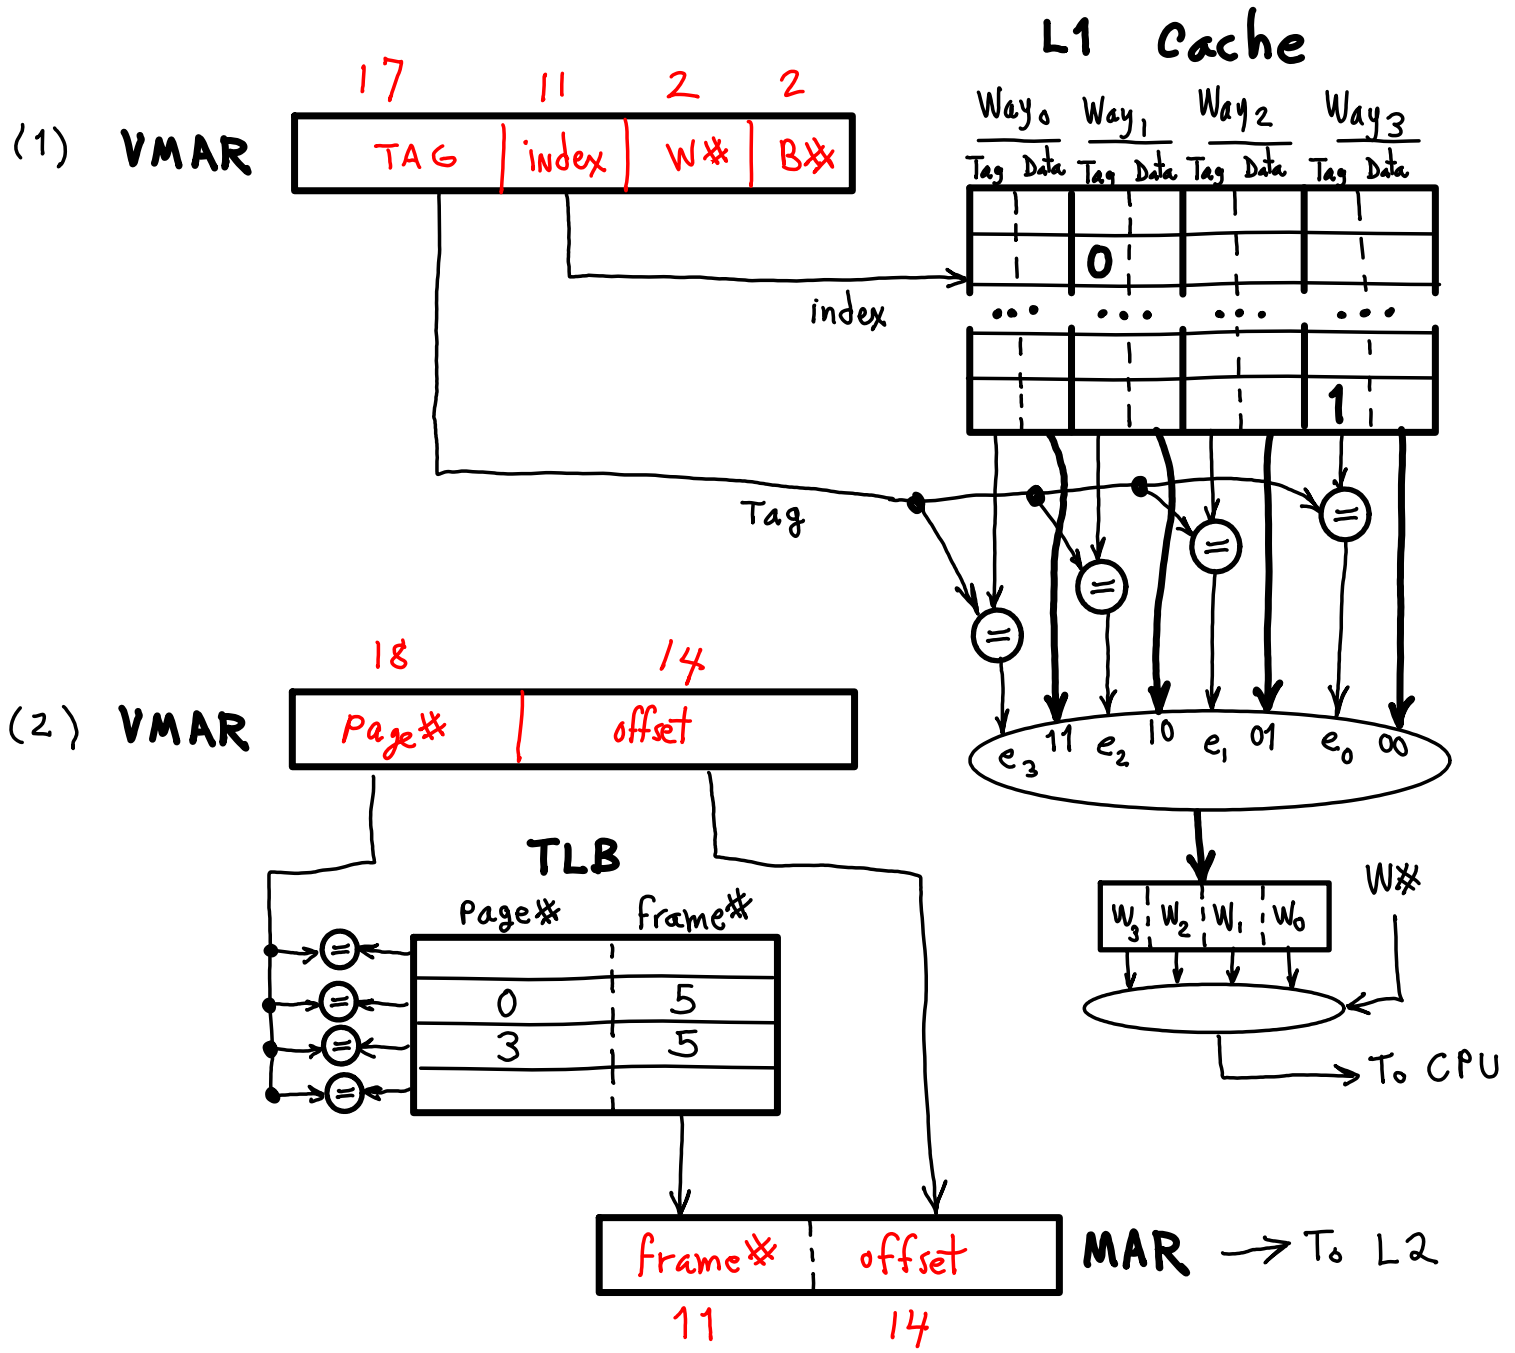 L1 Cache
17 11 2 2
(1) VMAR TAG index W# B#
Way0 Way1 Way2 Way3
Tag Data Tag Data Tag Data Tag Data
0
index
... ... ... ...
1
Tag
= = = =
18 14
(2) VMAR Page# offset
e3 11 e2 10 e1 01 e0 00
TLB
Page# frame#
W#
W3 W2 W1 W0
=
= 0 5
= 3 5
=
To CPU
frame# offset MAR → To L2
11 14